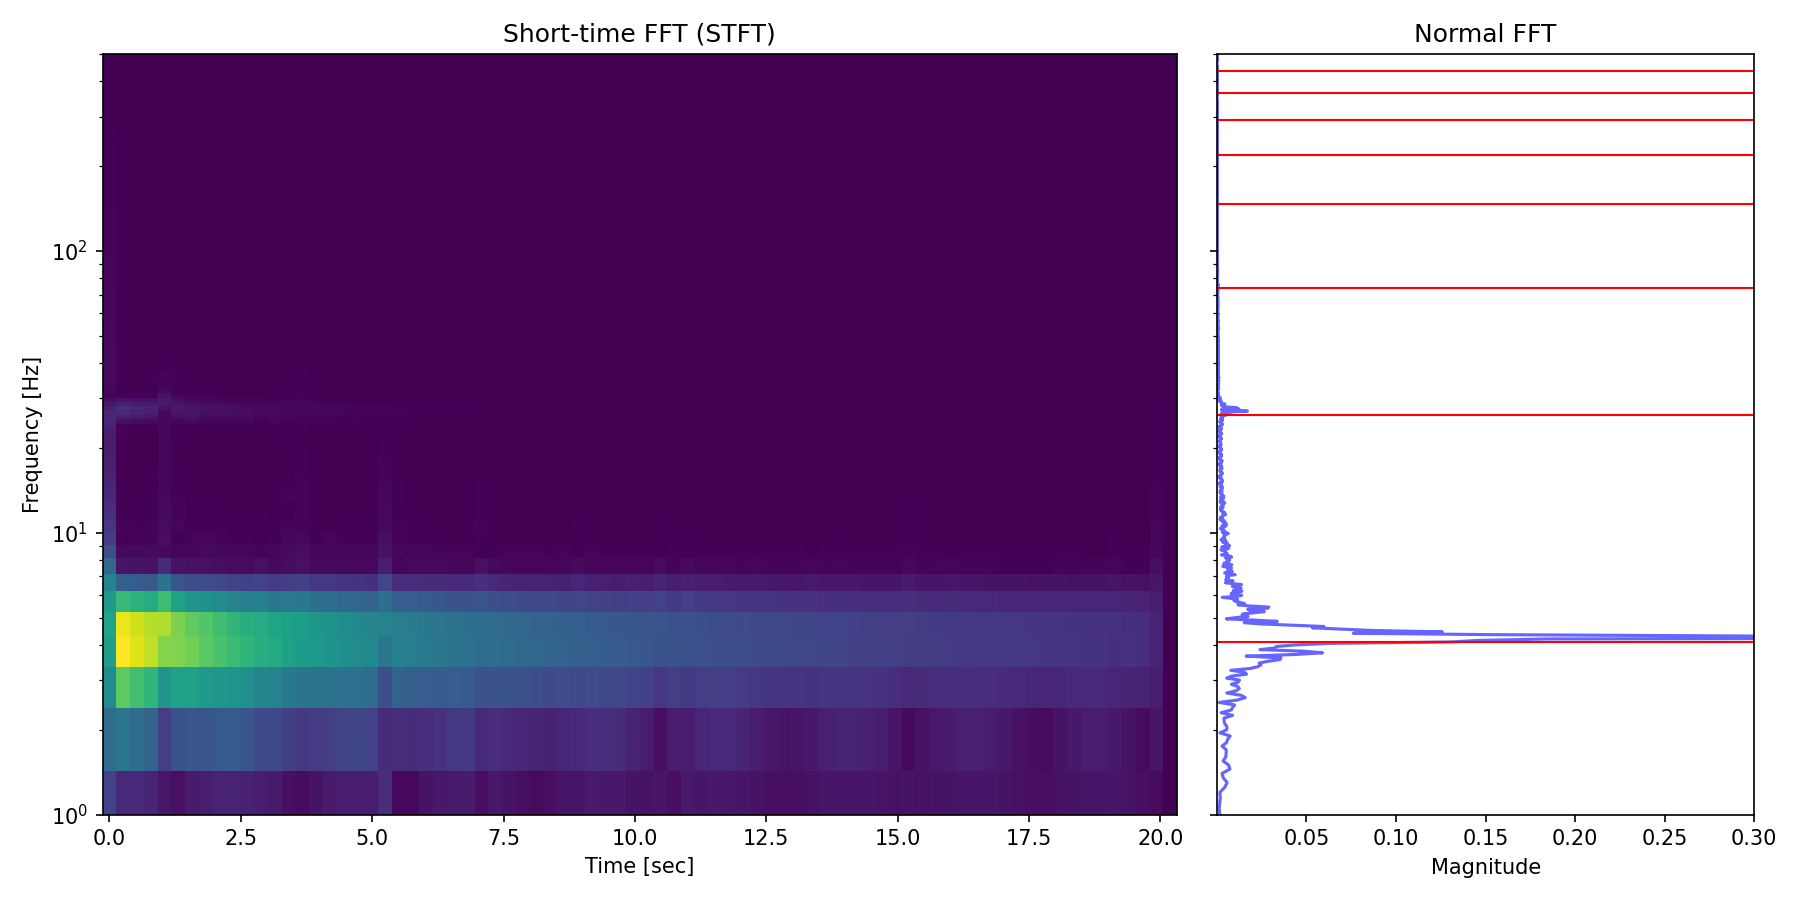 Short-time FFT (STFT)
Normal FFT
Frequency [Hz]
10²
10¹
10⁰
0.0 2.5 5.0 7.5 10.0 12.5 15.0 17.5 20.0
Time [sec]
0.05 0.10 0.15 0.20 0.25 0.30
Magnitude